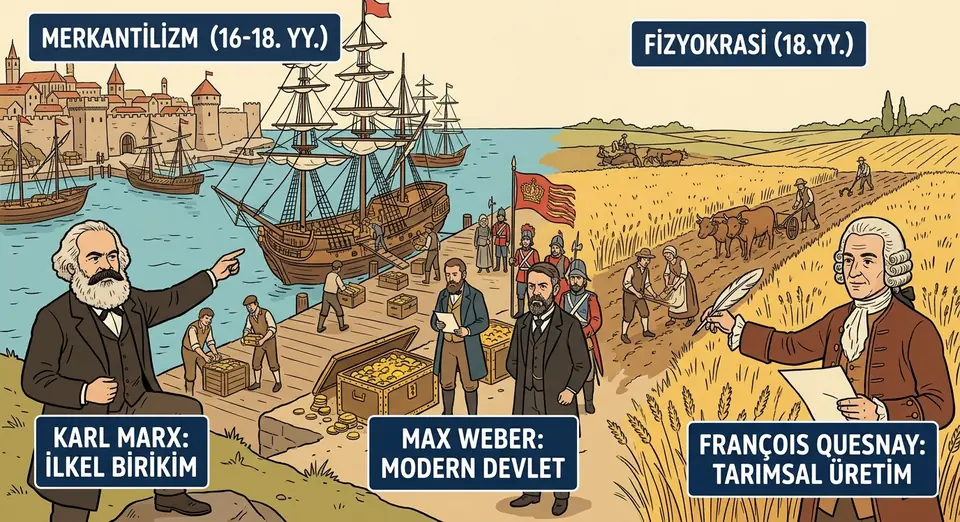 MERKANTİLİZM (16-18. YY.)
FİZYOKRASİ (18.YY.)
KARL MARX:
İLKEL BİRİKİM
MAX WEBER:
MODERN DEVLET
FRANÇOIS QUESNAY:
TARIMSAL ÜRETİM